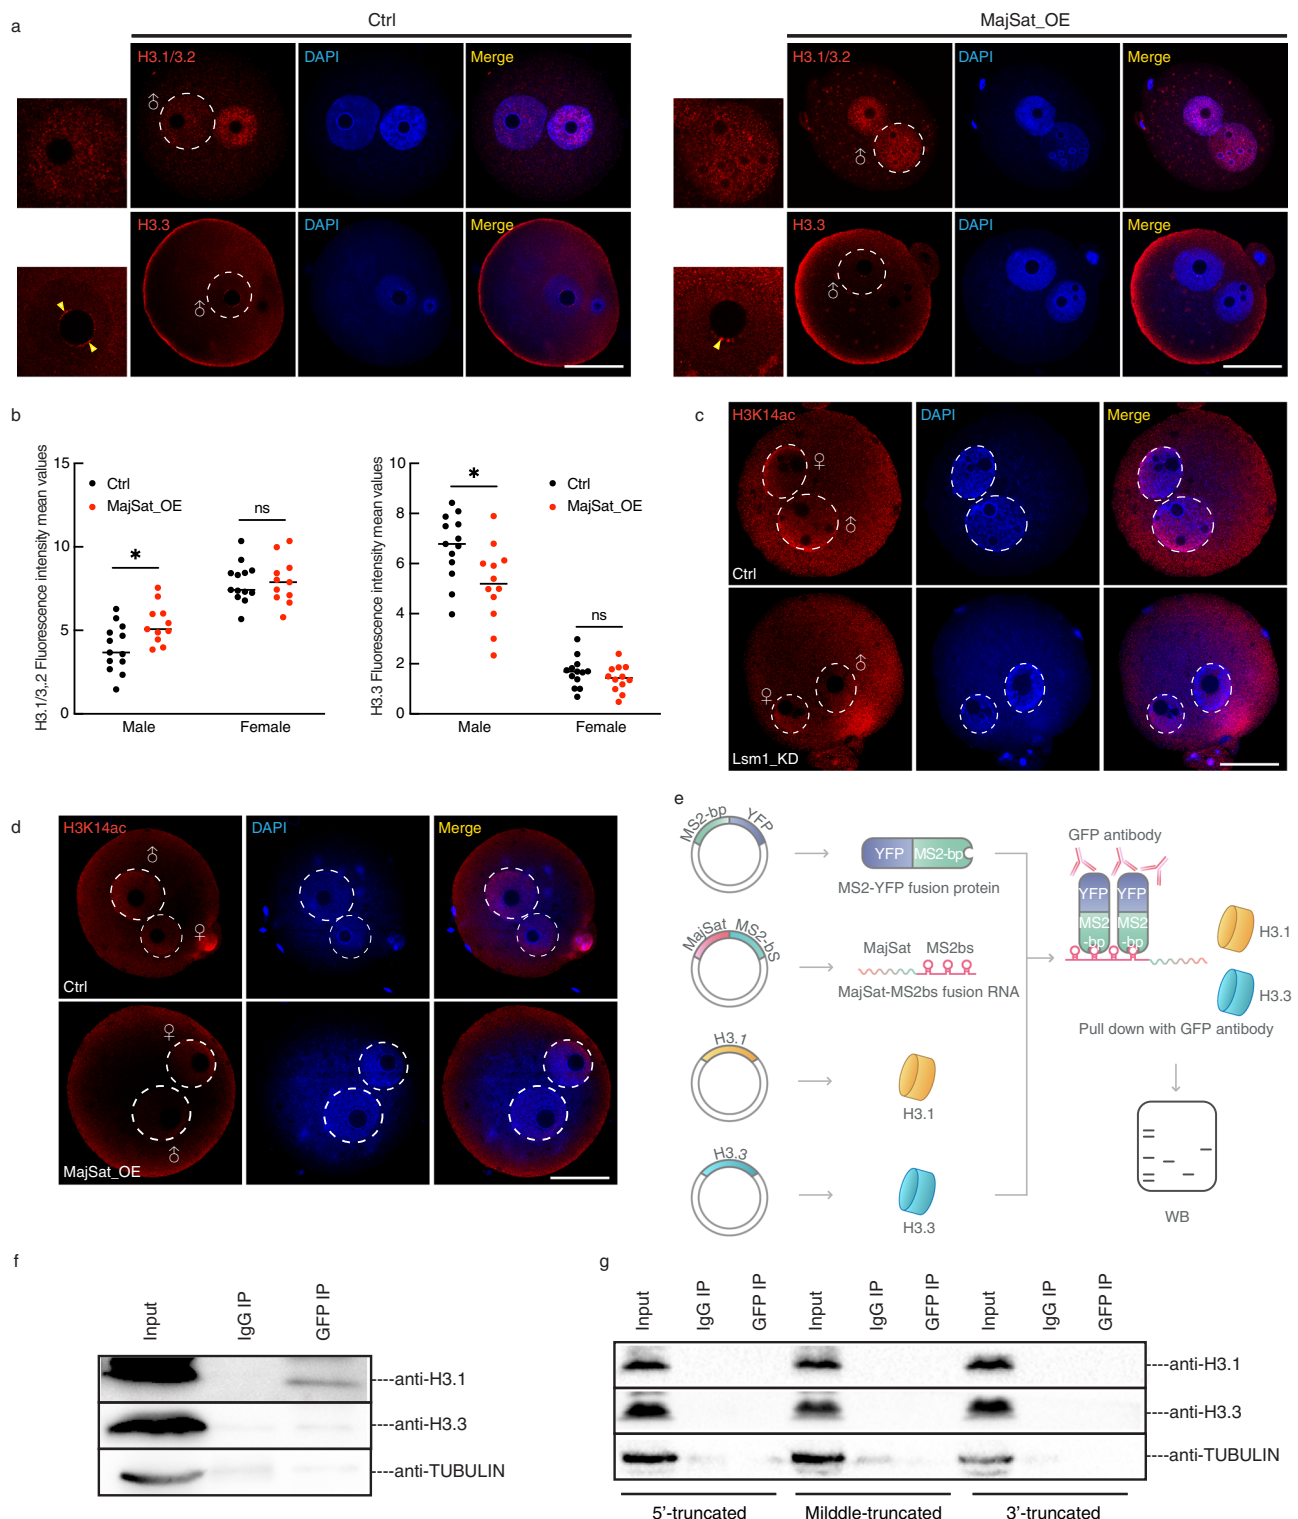 a
Ctrl
MajSat_OE
H3.1/3.2
DAPI
Merge
H3.1/3.2
DAPI
Merge
♂
♂
H3.3
DAPI
Merge
H3.3
DAPI
Merge
♂
♂
b
H3.1/3,.2 Fluorescence intensity mean values
15
10
5
0
Ctrl
MajSat_OE
*
ns
Male
Female
H3.3 Fluorescence intensity mean values
10
8
6
4
2
0
Ctrl
MajSat_OE
*
ns
Male
Female
c
H3K14ac
DAPI
Merge
♀
♂
Ctrl
♂
♀
Lsm1_KD
d
H3K14ac
DAPI
Merge
♂
♀
Ctrl
♀
♂
MajSat_OE
e
MS2-bp
YFP
YFP
MS2-bp
MS2-YFP fusion protein
MajSat
MS2-bS
MajSat
MS2bs
MajSat-MS2bs fusion RNA
H3.1
H3.1
H3.3
H3.3
GFP antibody
YFP
YFP
MS2
-bp
MS2
-bp
H3.1
H3.3
Pull down with GFP antibody
WB
f
Input
IgG IP
GFP IP
----anti-H3.1
----anti-H3.3
----anti-TUBULIN
g
Input
IgG IP
GFP IP
Input
IgG IP
GFP IP
Input
IgG IP
GFP IP
----anti-H3.1
----anti-H3.3
----anti-TUBULIN
5’-truncated
Milddle-truncated
3’-truncated